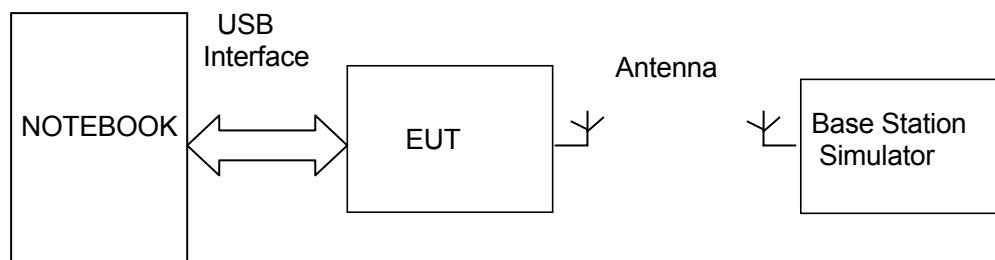 USB
Interface
Antenna
NOTEBOOK
EUT
Base Station
Simulator